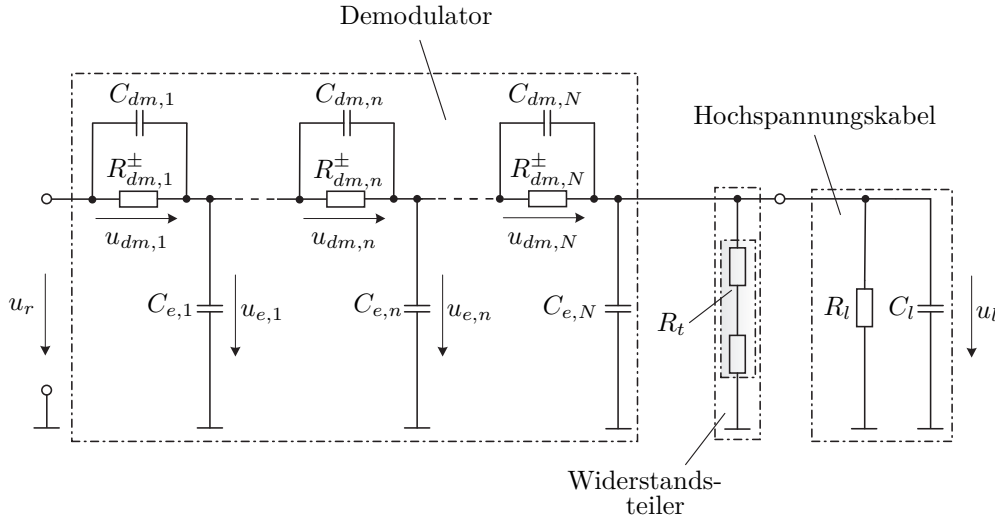 Demodulator
C_{dm,1}
C_{dm,n}
C_{dm,N}
Hochspannungskabel
R^{±}_{dm,1}
R^{±}_{dm,n}
R^{±}_{dm,N}
u_{dm,1}
u_{dm,n}
u_{dm,N}
u_r
C_{e,1}
u_{e,1}
C_{e,n}
u_{e,n}
C_{e,N}
R_t
R_l
C_l
u_l
Widerstands-
teiler